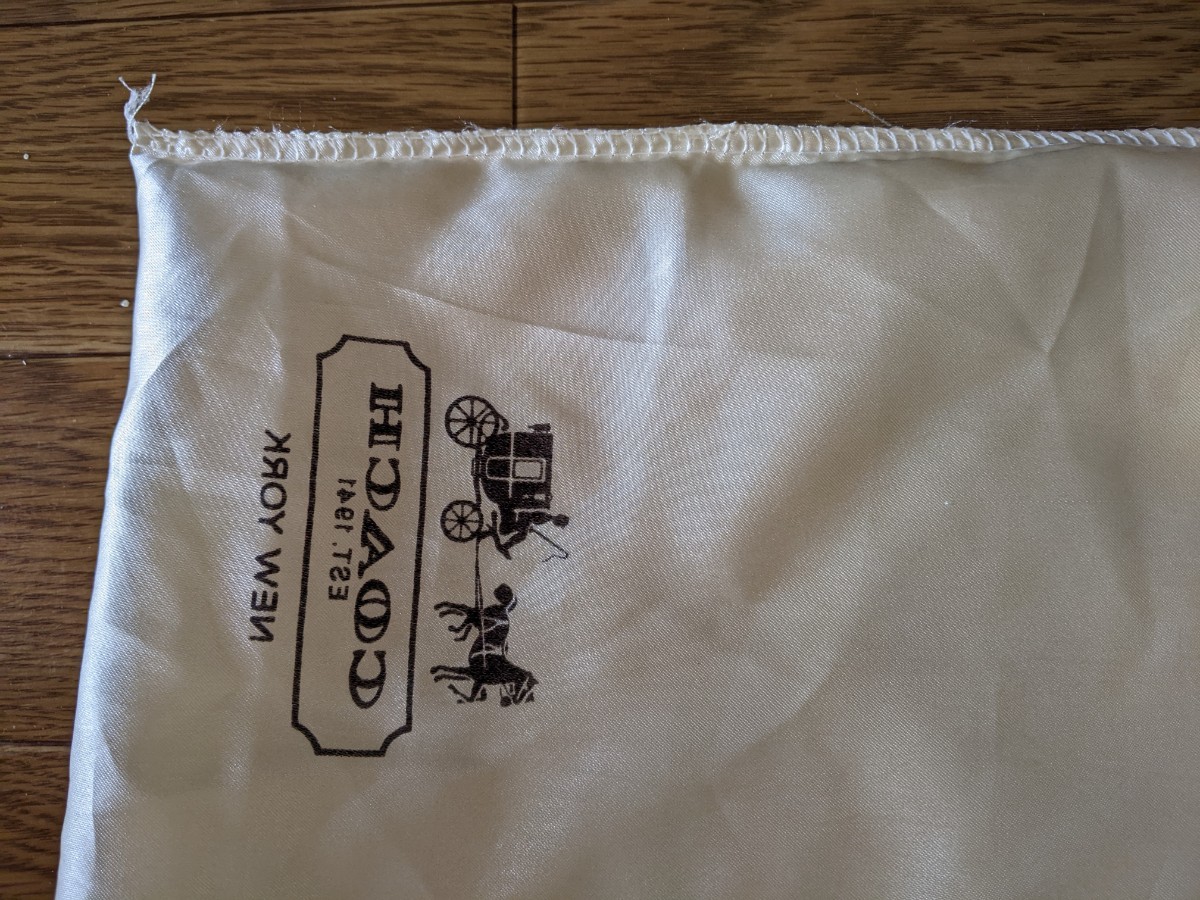 COACH
EST. 1941
NEW YORK